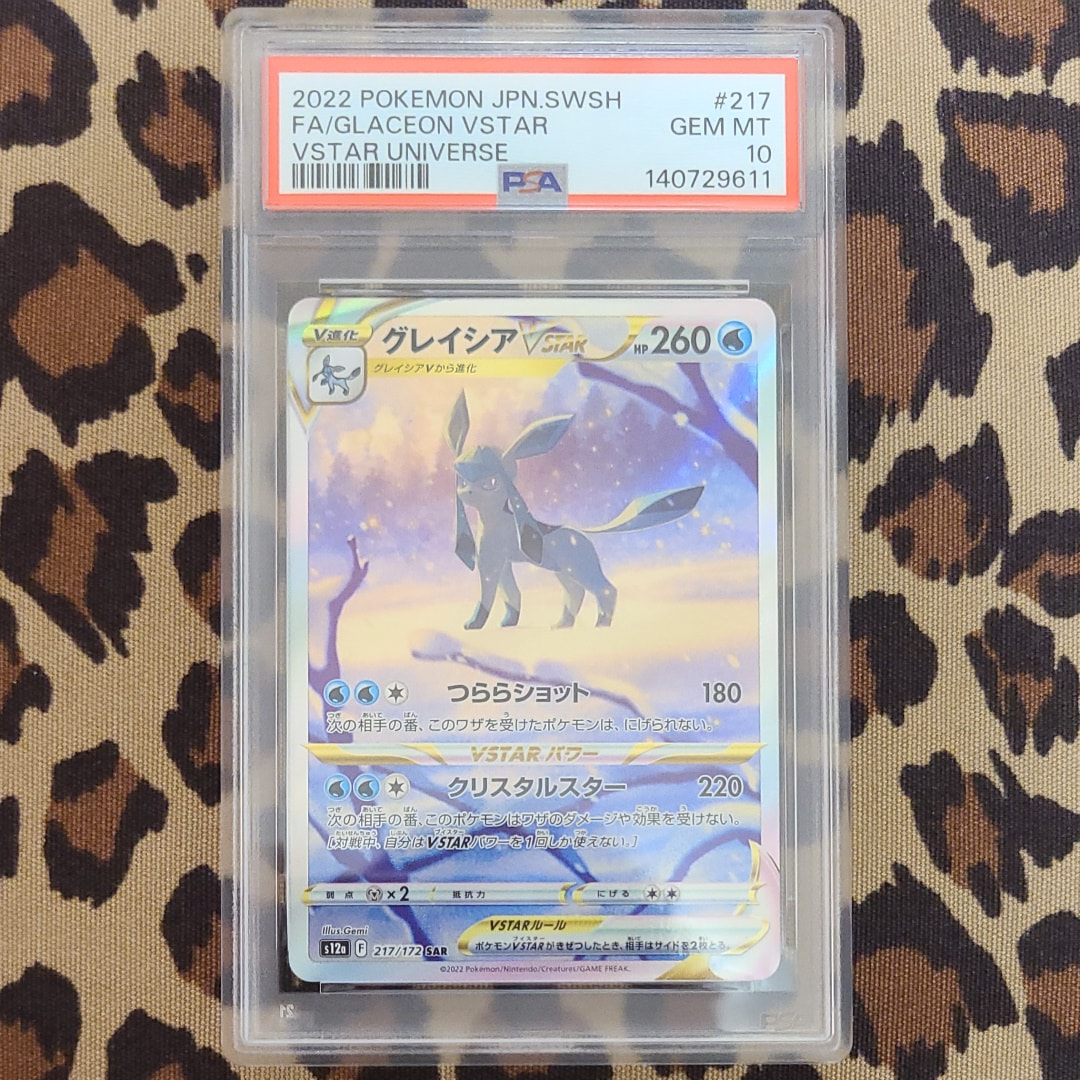 2022 POKEMON JPN.SWSH #217
FA/GLACEON VSTAR GEM MT
VSTAR UNIVERSE 10
PSA 140729611
V進化 グレイシア VSTAR HP 260
グレイシアVから進化
つららショット 180
次の相手の番、このワザを受けたポケモンは、にげられない。
VSTARパワー
クリスタルスター 220
次の相手の番、このポケモンはワザのダメージや効果を受けない。
[対戦中、自分はVSTARパワーを1回しか使えない。]
弱点 ×2 抵抗力 にげる
VSTARルール
ポケモンVSTARがきぜつしたとき、相手はサイドを2枚とる。
Illus. Gemi
s12a F 217/172 SAR
©2022 Pokémon/Nintendo/Creatures/GAME FREAK.